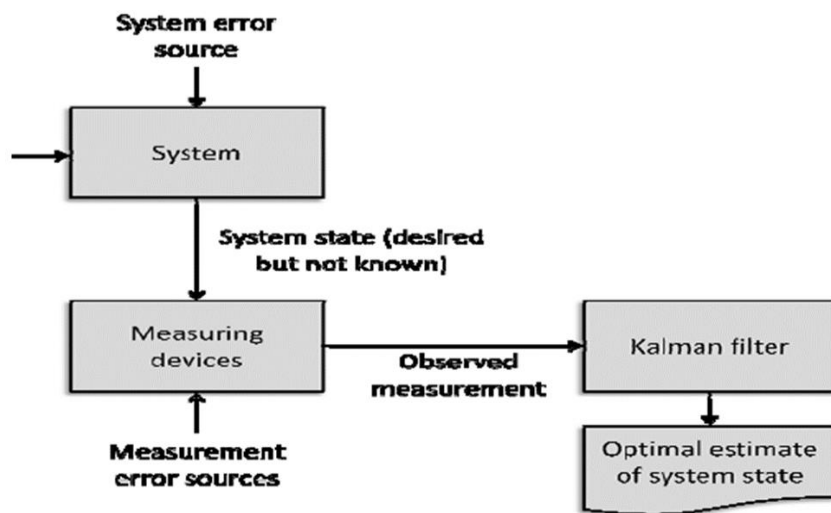 System error
source
System
System state (desired
but not known)
Measuring
devices
Observed
measurement
Kalman filter
Measurement
error sources
Optimal estimate
of system state